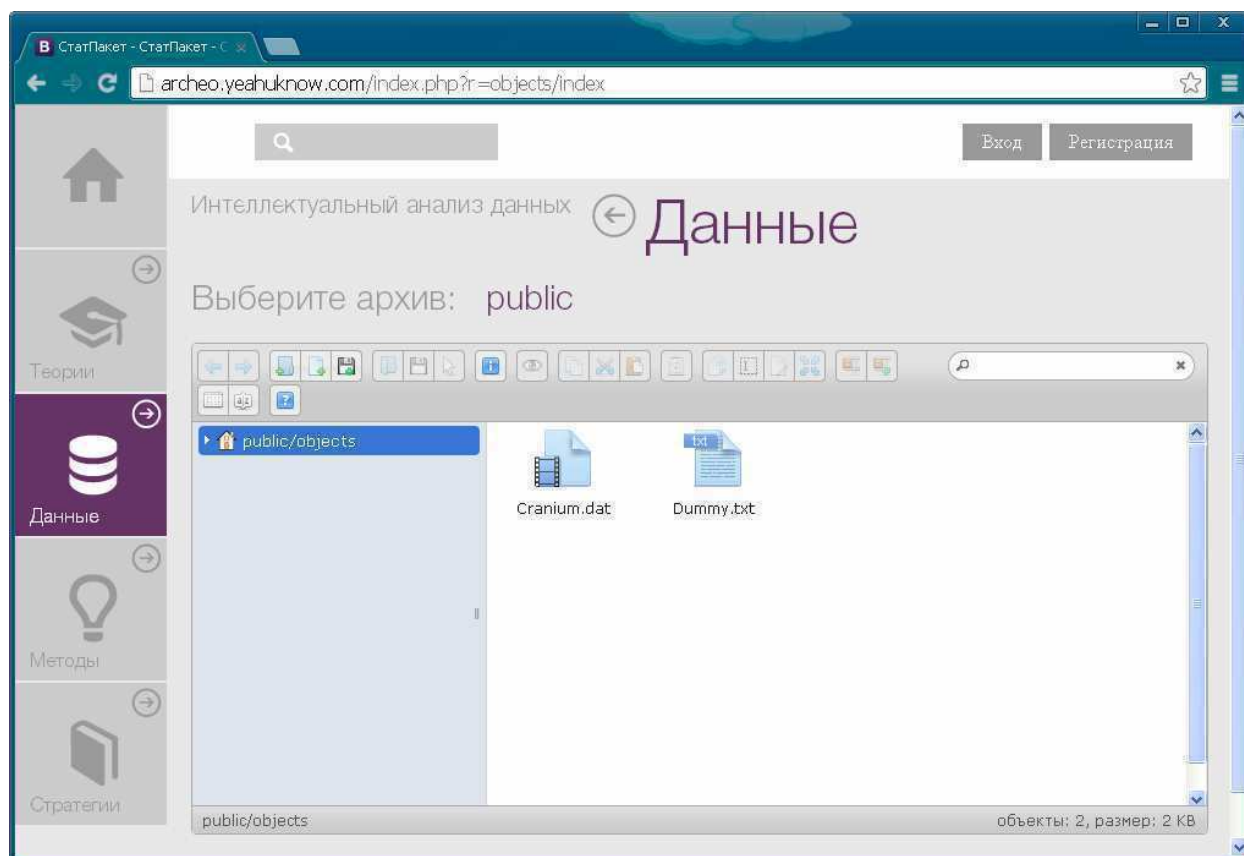 СтатПакет - СтатПакет - С
archeo.yeahuknow.com/index.php?r=objects/index
Вход Регистрация
Интеллектуальный анализ данных Данные
Выберите архив: public
Теории
Данные
Методы
Стратегии
public/objects
Cranium.dat Dummy.txt
public/objects объекты: 2, размер: 2 KB